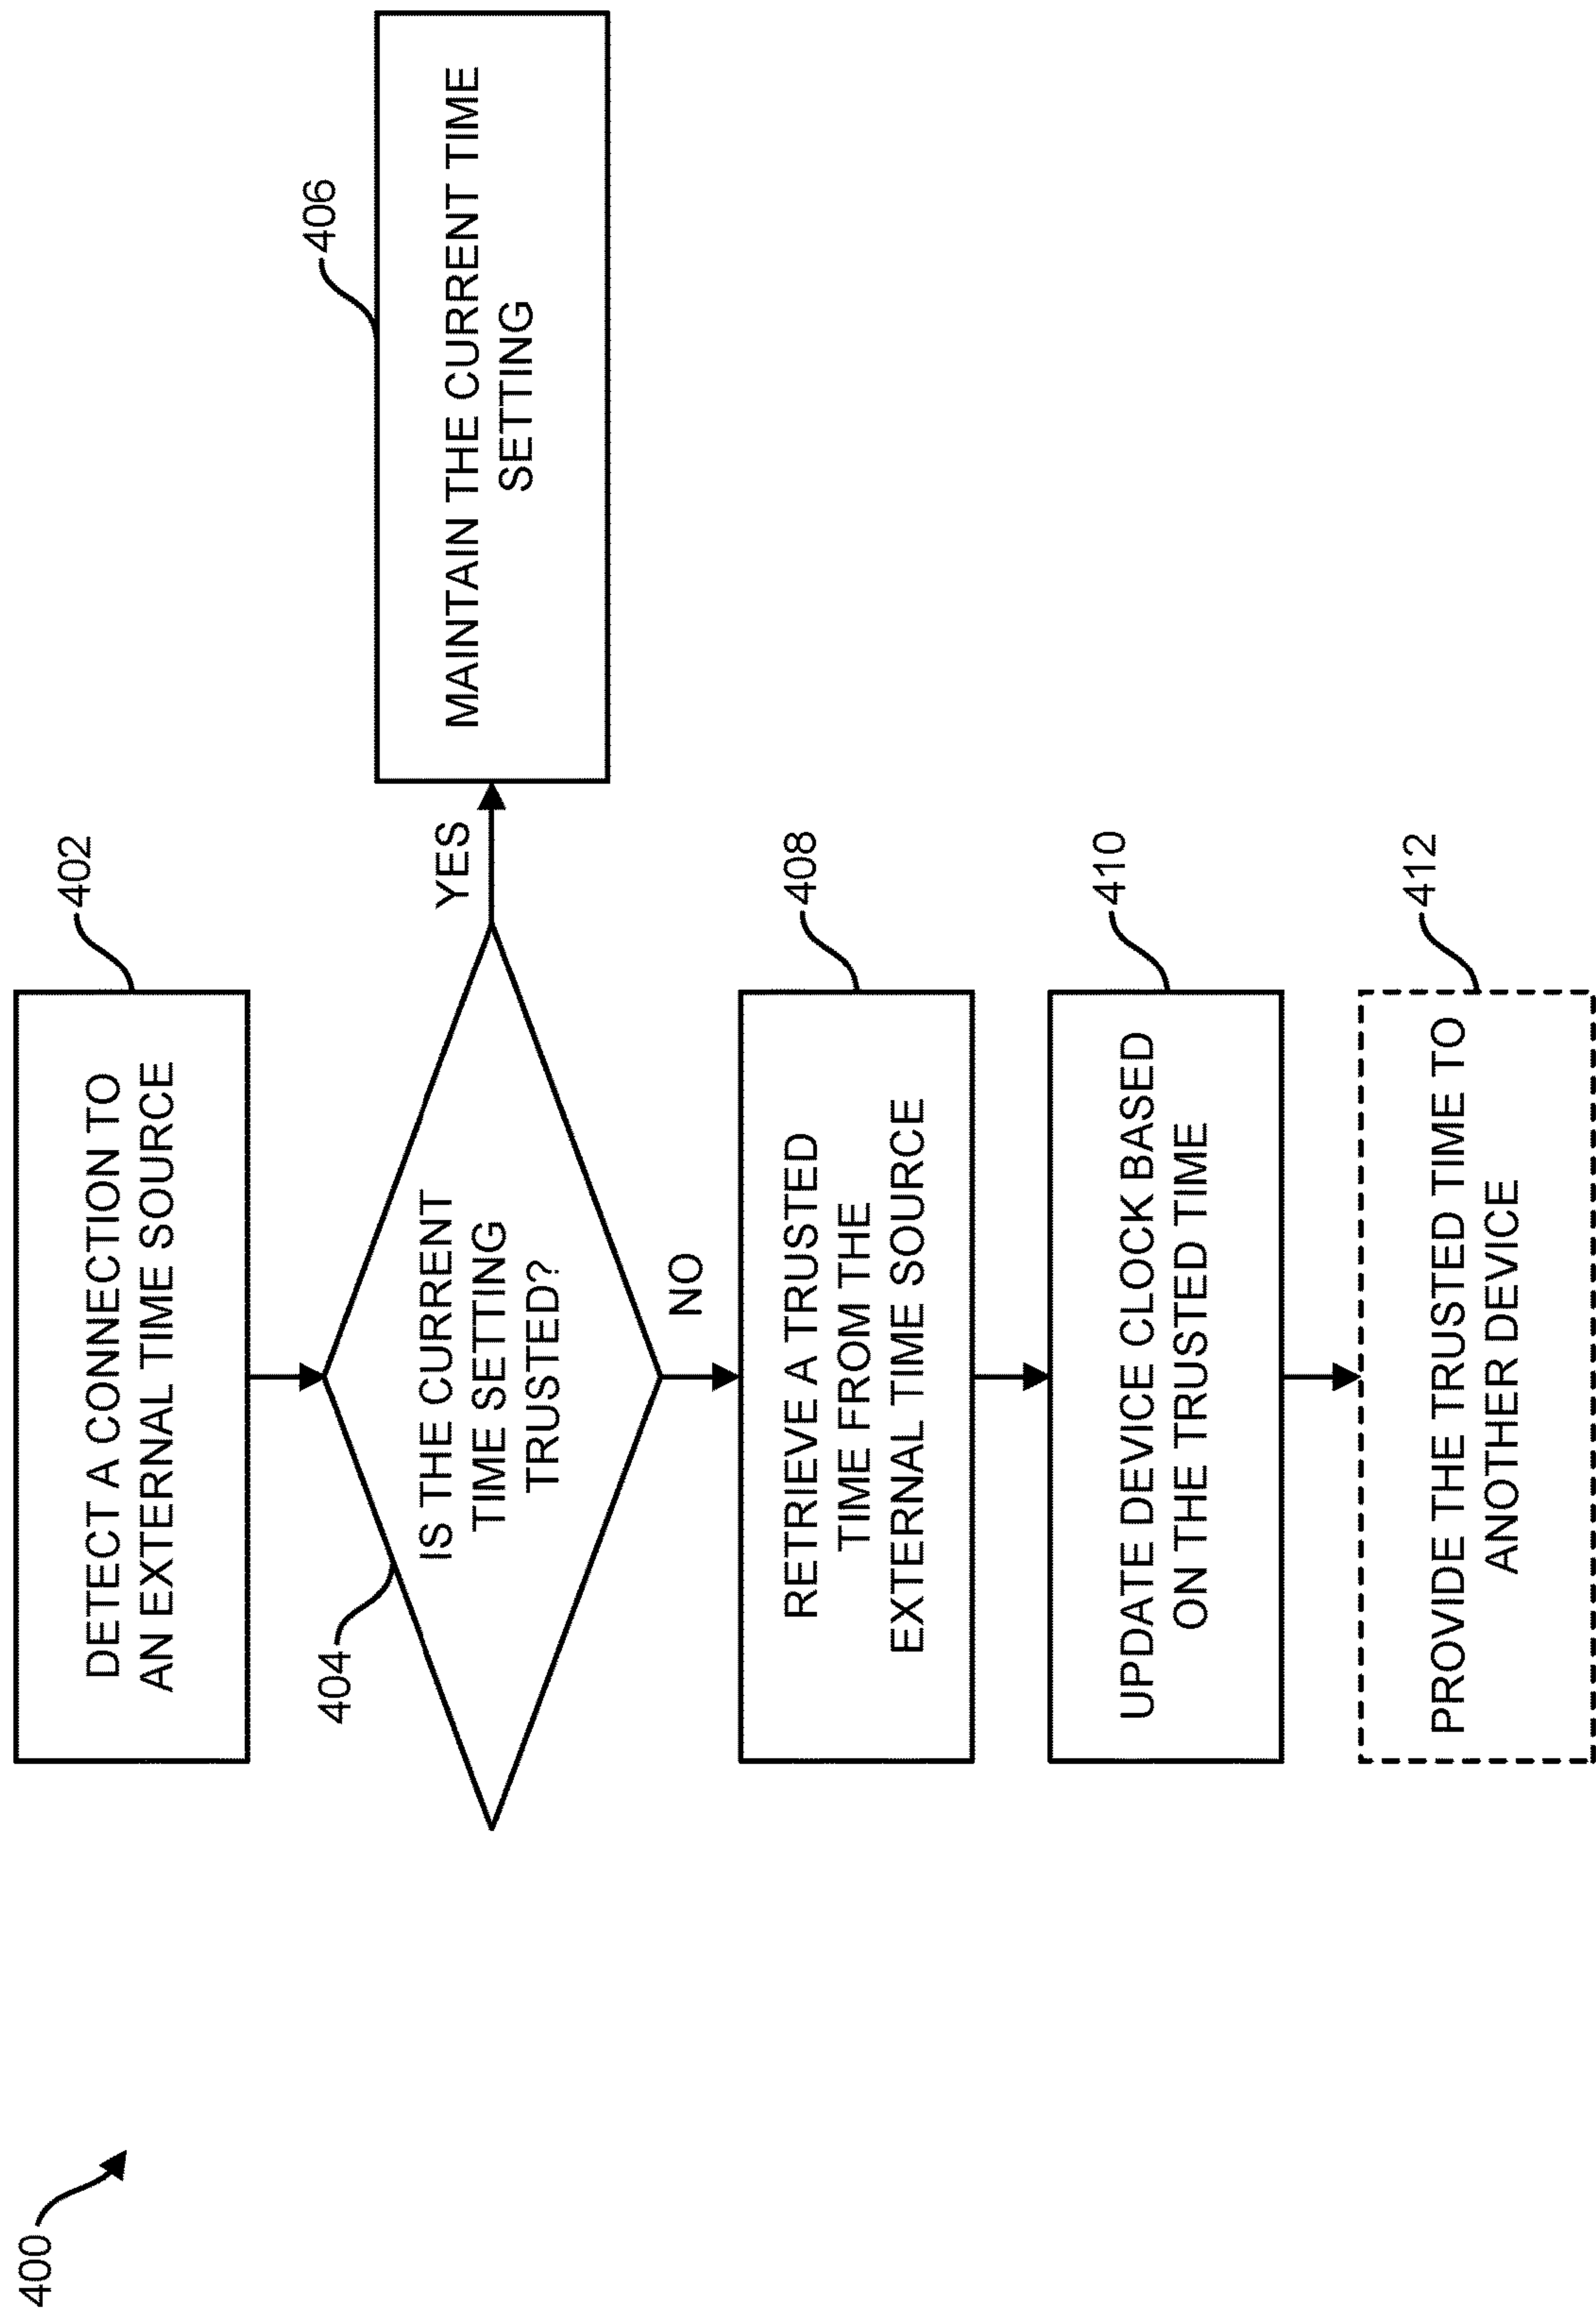 400
402
DETECT A CONNECTION TO
AN EXTERNAL TIME SOURCE
404
IS THE CURRENT
TIME SETTING
TRUSTED?
YES
406
MAINTAIN THE CURRENT TIME
SETTING
NO
408
RETRIEVE A TRUSTED
TIME FROM THE
EXTERNAL TIME SOURCE
410
UPDATE DEVICE CLOCK BASED
ON THE TRUSTED TIME
412
PROVIDE THE TRUSTED TIME TO
ANOTHER DEVICE